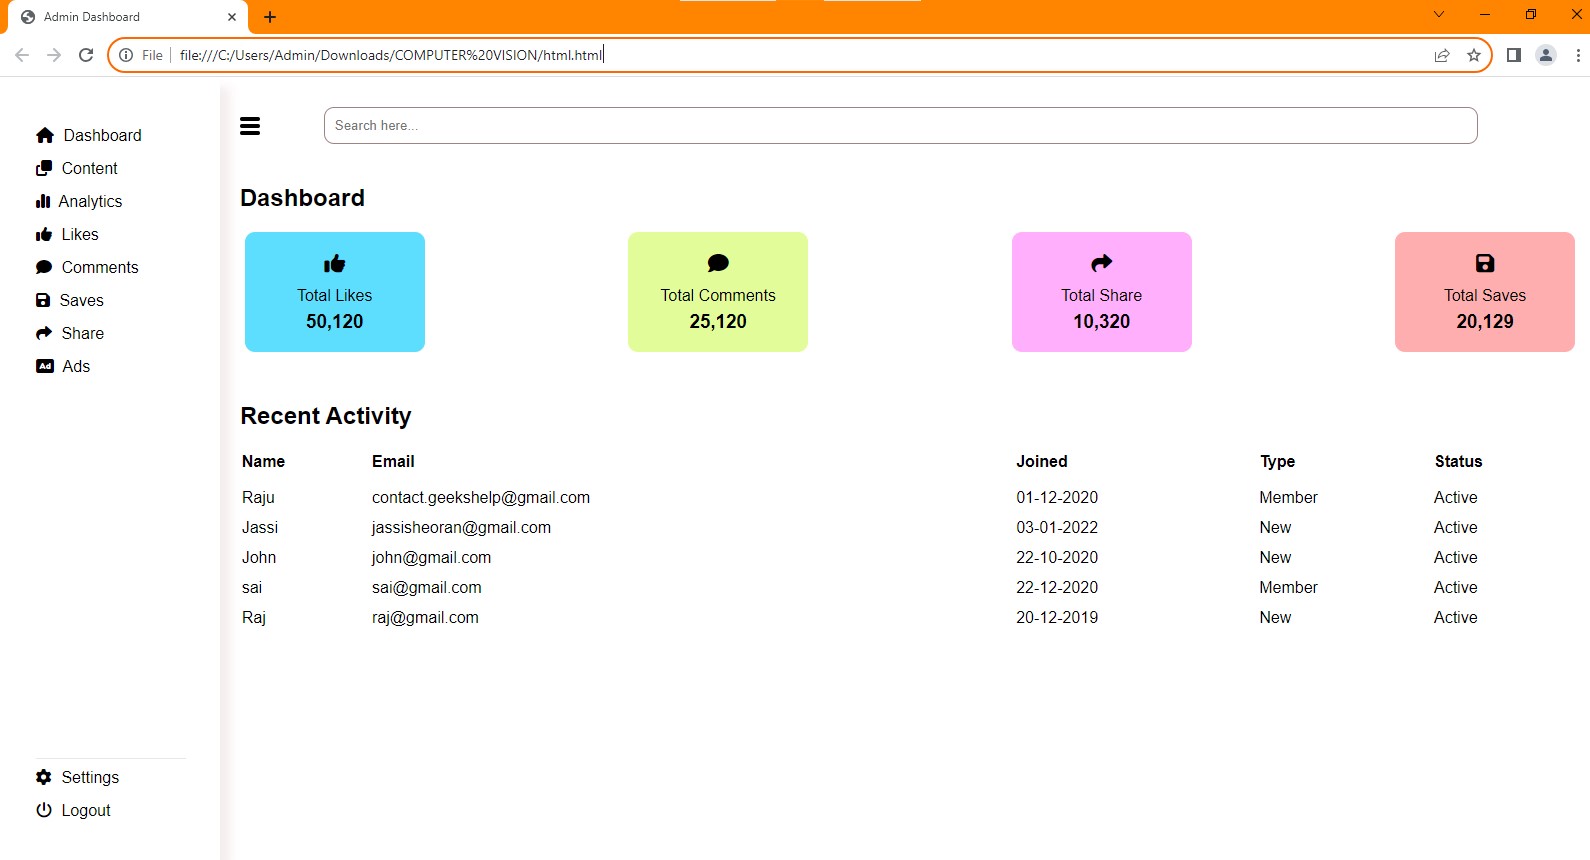 Admin Dashboard
File file:///C:/Users/Admin/Downloads/COMPUTER%20VISION/html.html
Dashboard
Content
Analytics
Likes
Comments
Saves
Share
Ad Ads
Settings
Logout
Search here...
Dashboard
Total Likes
50,120
Total Comments
25,120
Total Share
10,320
Total Saves
20,129
Recent Activity
Name Email Joined Type Status
Raju contact.geekshelp@gmail.com 01-12-2020 Member Active
Jassi jassisheoran@gmail.com 03-01-2022 New Active
John john@gmail.com 22-10-2020 New Active
sai sai@gmail.com 22-12-2020 Member Active
Raj raj@gmail.com 20-12-2019 New Active